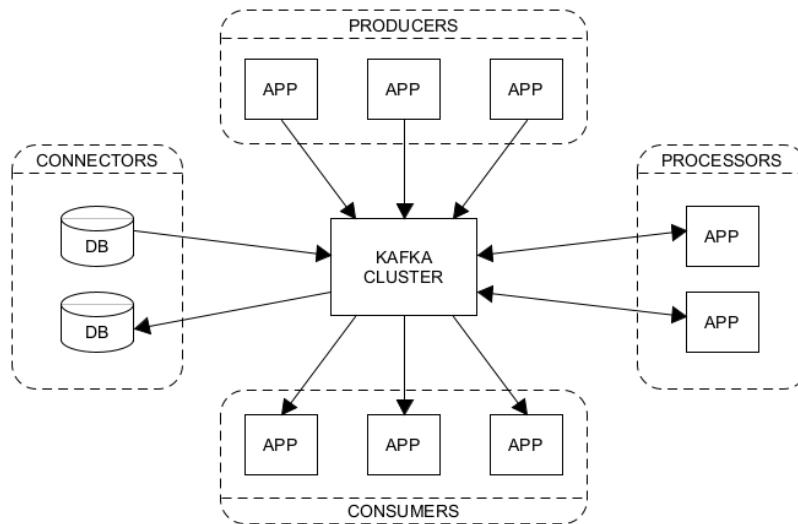 PRODUCERS
APP
APP
APP
CONNECTORS
DB
DB
KAFKA
CLUSTER
PROCESSORS
APP
APP
APP
APP
APP
CONSUMERS